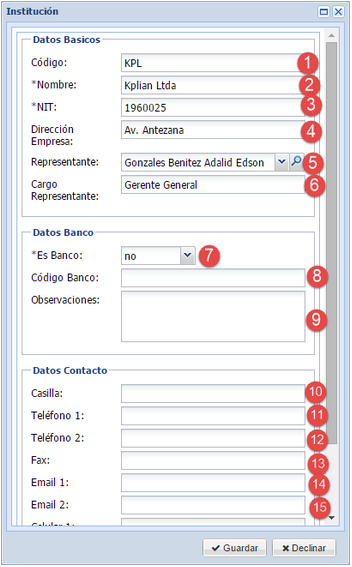 Institución
Datos Basicos
Código: KPL 1
*Nombre: Kplian Ltda 2
*NIT: 1960025 3
Dirección Empresa: Av. Antezana 4
Representante: Gonzales Benitez Adalid Edson 5
Cargo Representante: Gerente General 6
Datos Banco
*Es Banco: no 7
Código Banco: 8
Observaciones: 9
Datos Contacto
Casilla: 10
Teléfono 1: 11
Teléfono 2: 12
Fax: 13
Email 1: 14
Email 2: 15
Celular 1:
Guardar Declinar